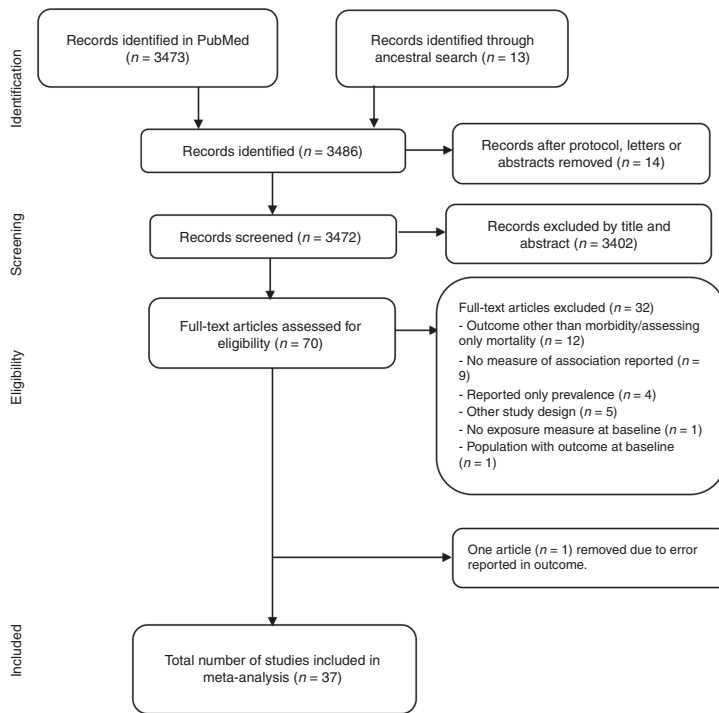 Identification
Records identified in PubMed
(n = 3473)
Records identified through
ancestral search (n = 13)
Records identified (n = 3486)
Records after protocol, letters or
abstracts removed (n = 14)
Screening
Records screened (n = 3472)
Records excluded by title and
abstract (n = 3402)
Eligibility
Full-text articles assessed for
eligibility (n = 70)
Full-text articles excluded (n = 32)
- Outcome other than morbidity/assessing
only mortality (n = 12)
- No measure of association reported (n =
9)
- Reported only prevalence (n = 4)
- Other study design (n = 5)
- No exposure measure at baseline (n = 1)
- Population with outcome at baseline
(n = 1)
One article (n = 1) removed due to error
reported in outcome.
Included
Total number of studies included in
meta-analysis (n = 37)